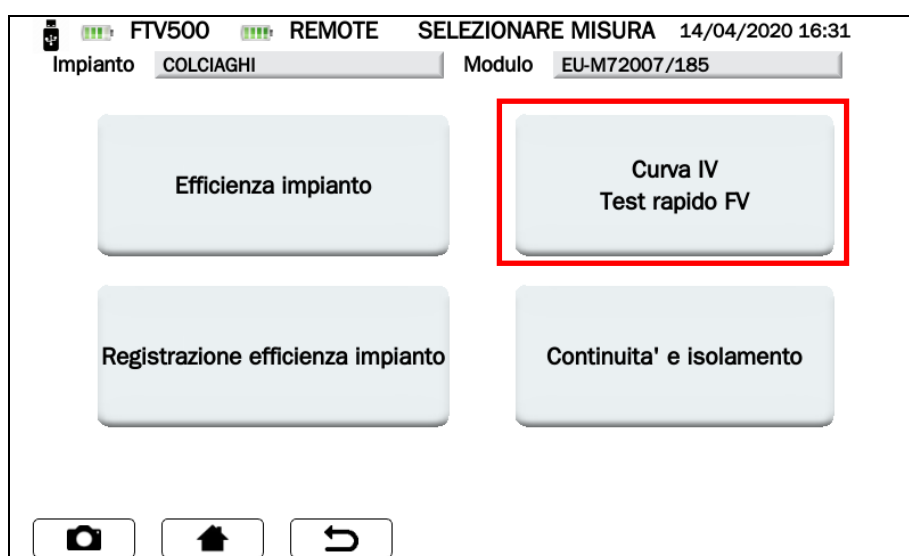 FTV500 REMOTE SELEZIONARE MISURA 14/04/2020 16:31
Impianto COLCIAGHI Modulo EU-M72007/185
Efficienza impianto
Curva IV
Test rapido FV
Registrazione efficienza impianto
Continuita' e isolamento